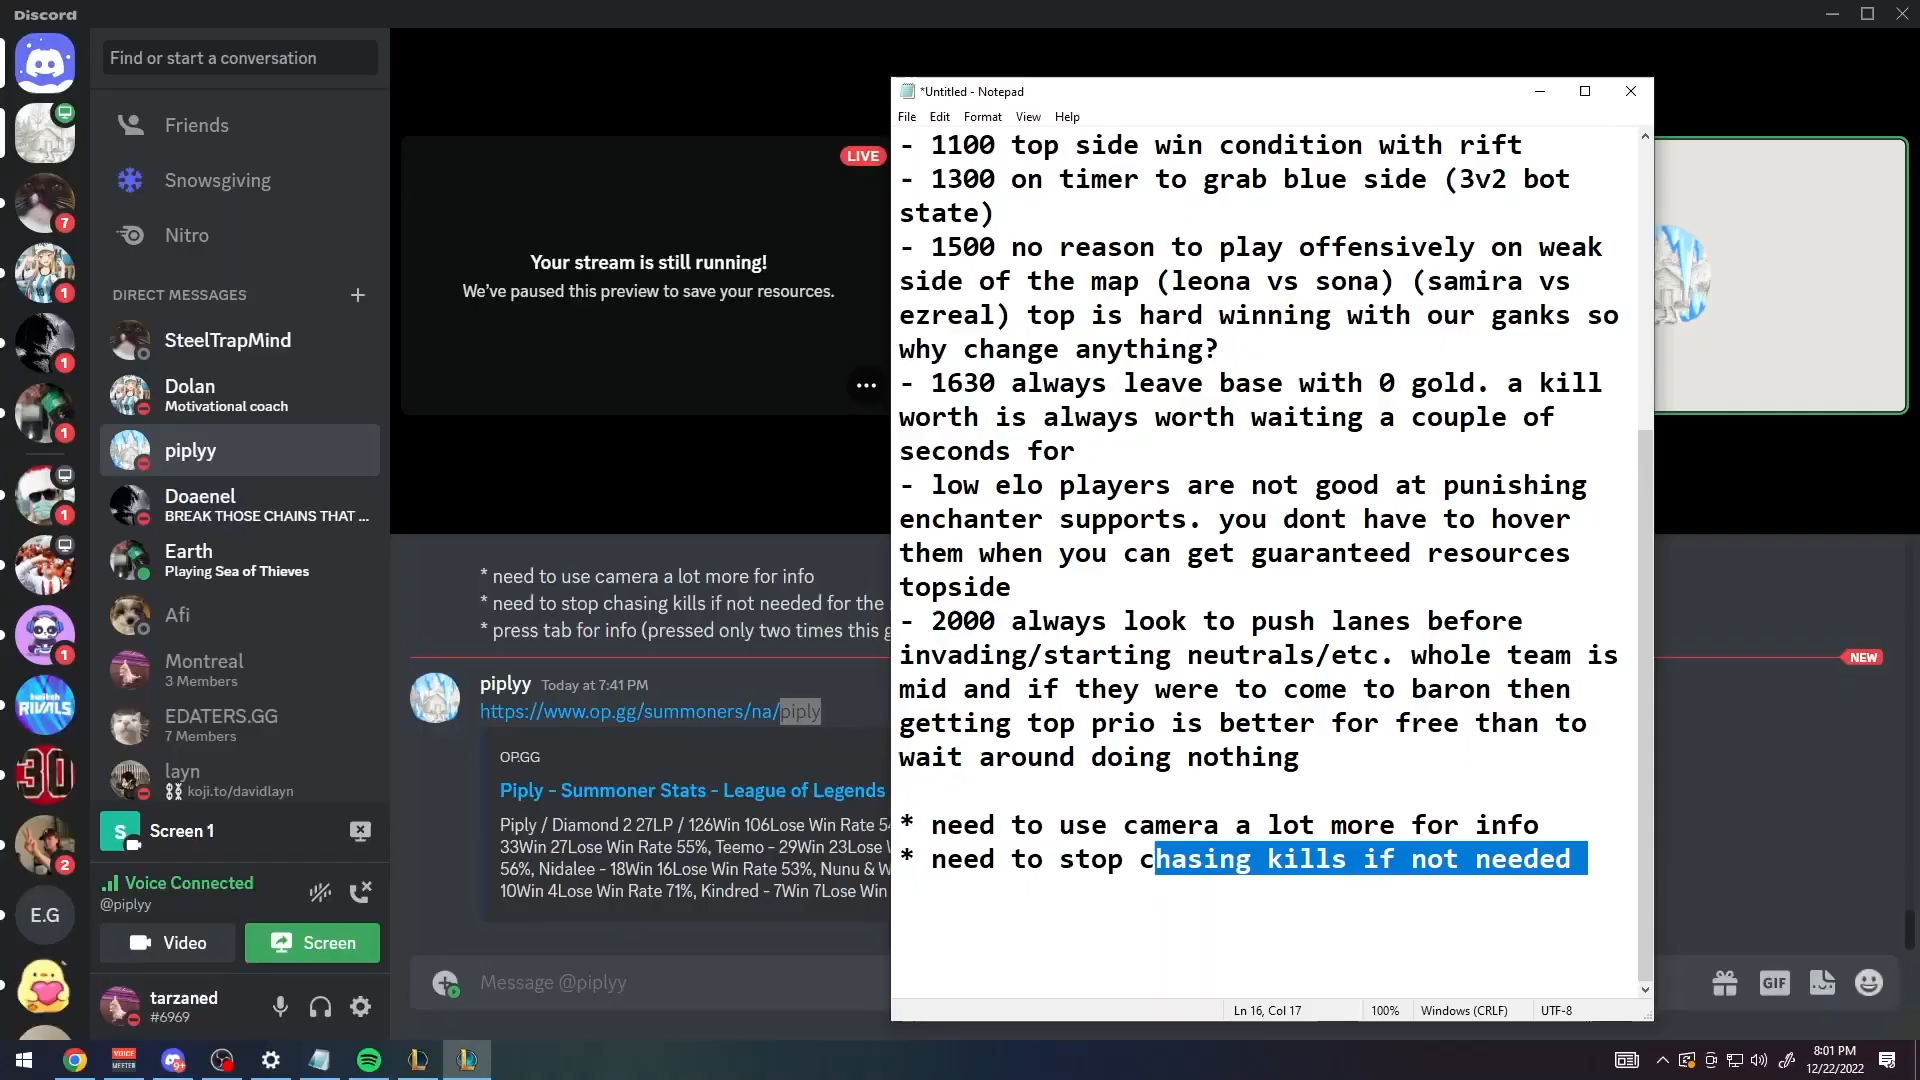 Discord
Find or start a conversation
Friends
Snowsgiving
Nitro
DIRECT MESSAGES
SteelTrapMind
Dolan
Motivational coach
piplyy
Doaenel
BREAK THOSE CHAINS THAT ...
Earth
Playing Sea of Thieves
Afi
Montreal
3 Members
EDATERS.GG
7 Members
layn
koji.to/davidlayn
S
Screen 1
Voice Connected
@piplyy
Video
Screen
tarzaned
#6969
7
1
1
1
1
1
twitch
RIVALS
30
2
E.G
LIVE
Your stream is still running!
We've paused this preview to save your resources.
* need to use camera a lot more for info
* need to stop chasing kills if not needed for the
* press tab for info (pressed only two times this g
NEW
piplyy Today at 7:41 PM
https://www.op.gg/summoners/na/piply
OP.GG
Piply - Summoner Stats - League of Legends
Piply / Diamond 2 27LP / 126Win 106Lose Win Rate 5
33Win 27Lose Win Rate 55%, Teemo - 29Win 23Lose
56%, Nidalee - 18Win 16Lose Win Rate 53%, Nunu & W
10Win 4Lose Win Rate 71%, Kindred - 7Win 7Lose Win
Message @piplyy
GIF
*Untitled - Notepad
File Edit Format View Help
- 1100 top side win condition with rift
- 1300 on timer to grab blue side (3v2 bot
state)
- 1500 no reason to play offensively on weak
side of the map (leona vs sona) (samira vs
ezreal) top is hard winning with our ganks so
why change anything?
- 1630 always leave base with 0 gold. a kill
worth is always worth waiting a couple of
seconds for
- low elo players are not good at punishing
enchanter supports. you dont have to hover
them when you can get guaranteed resources
topside
- 2000 always look to push lanes before
invading/starting neutrals/etc. whole team is
mid and if they were to come to baron then
getting top prio is better for free than to
wait around doing nothing
* need to use camera a lot more for info
* need to stop chasing kills if not needed
Ln 16, Col 17 100% Windows (CRLF) UTF-8
VOICE
MEETER
9+
8:01 PM
12/22/2022